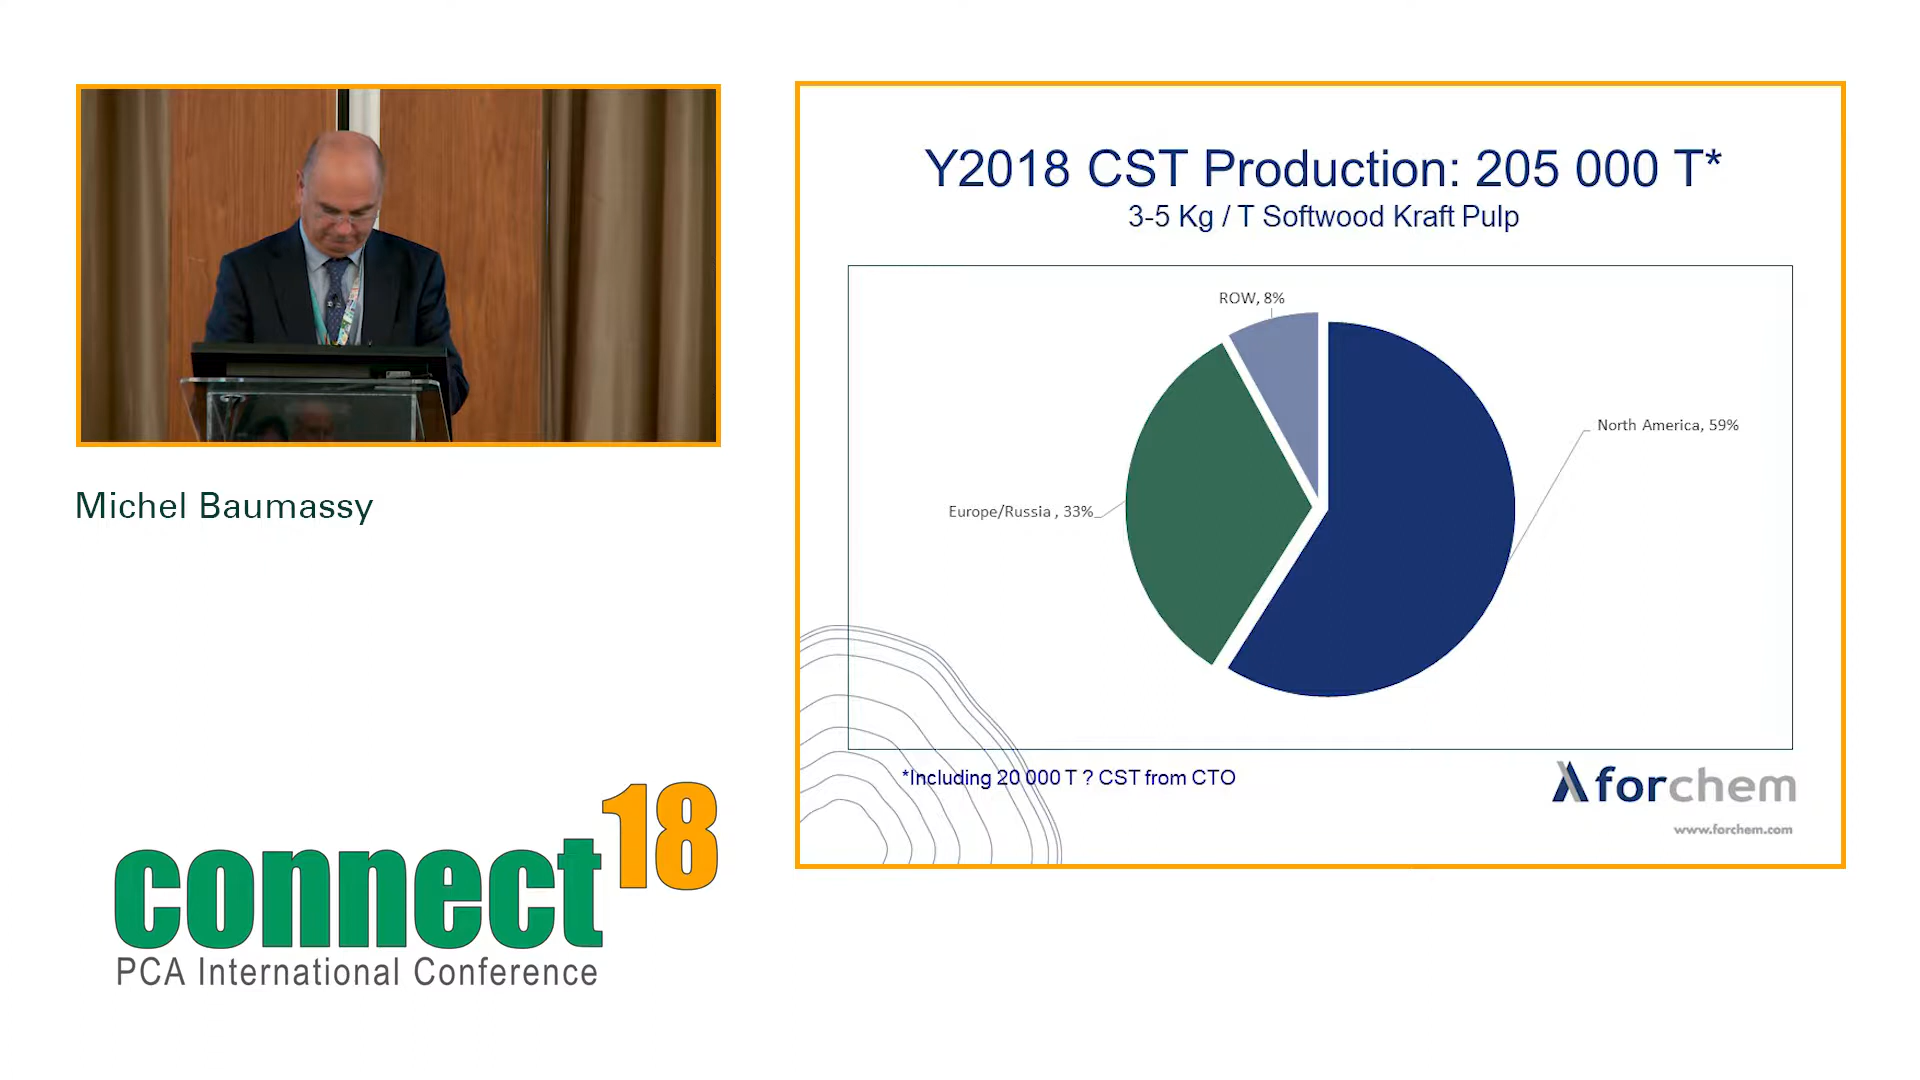 Michel Baumassy
connect18
PCA International Conference
Y2018 CST Production: 205 000 T*
3-5 Kg / T Softwood Kraft Pulp
ROW, 8%
North America, 59%
Europe/Russia , 33%
*Including 20 000 T ? CST from CTO
forchem
www.forchem.com